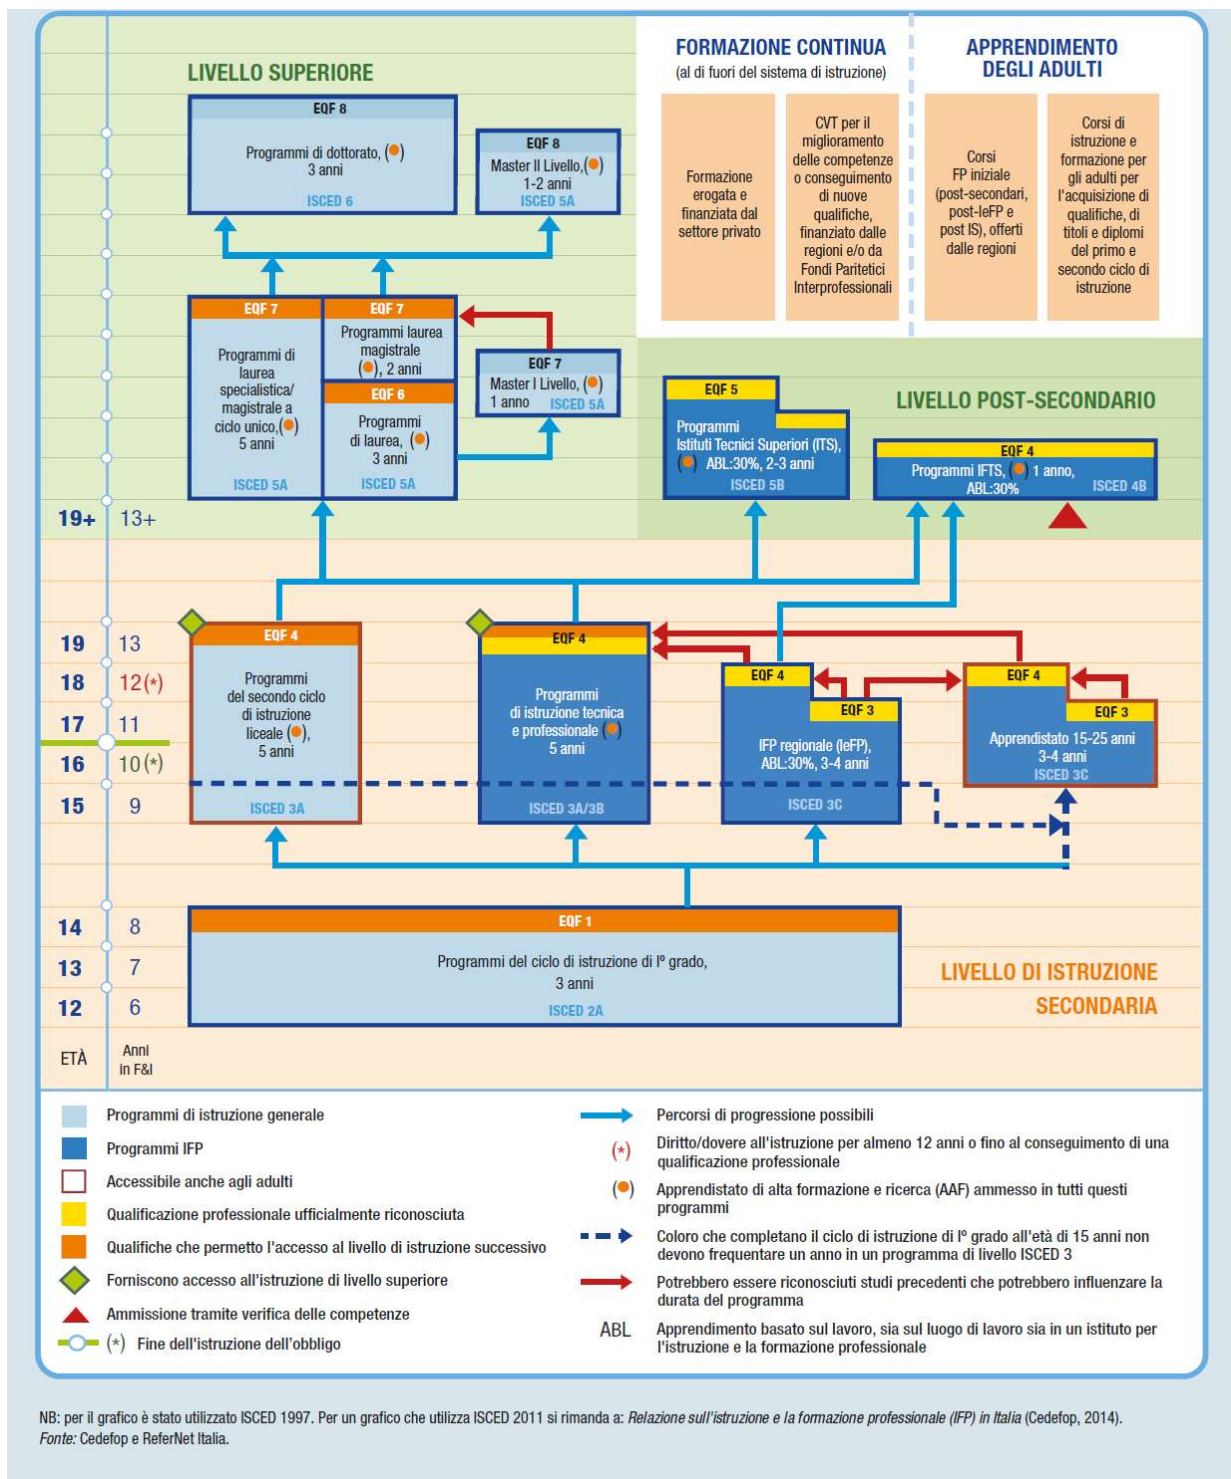 FORMAZIONE CONTINUA
(al di fuori del sistema di istruzione)
APPRENDIMENTO
DEGLI ADULTI
LIVELLO SUPERIORE
EQF 8
Programmi di dottorato, ( )
3 anni
ISCED 6
EQF 8
Master II Livello, ( )
1-2 anni
ISCED 5A
Formazione
erogata e
finanziata dal
settore privato
CVT per il
miglioramento
delle competenze
o conseguimento
di nuove
qualifiche,
finanziato dalle
regioni e/o da
Fondi Paritetici
Interprofessionali
Corsi
FP iniziale
(post-secondari,
post-IeFP e
post IS), offerti
dalle regioni
Corsi di
istruzione e
formazione per
gli adulti per
l'acquisizione di
qualifiche, di
titoli e diplomi
del primo e
secondo ciclo di
istruzione
EQF 7
Programmi di
laurea
specialistica/
magistrale a
ciclo unico, ( )
5 anni
ISCED 5A
EQF 7
Programmi laurea
magistrale
( ), 2 anni
EQF 6
Programmi
di laurea, ( )
3 anni
ISCED 5A
EQF 7
Master I Livello, ( )
1 anno ISCED 5A
EQF 5
Programmi
Istituti Tecnici Superiori (ITS),
( ) ABL:30%, 2-3 anni
ISCED 5B
LIVELLO POST-SECONDARIO
EQF 4
Programmi IFTS, ( ) 1 anno,
ABL:30%
ISCED 4B
19+ 13+
19 13
18 12(*)
17 11
16 10(*)
15 9
EQF 4
Programmi
del secondo ciclo
di istruzione
liceale ( ),
5 anni
ISCED 3A
EQF 4
Programmi
di istruzione tecnica
e professionale ( )
5 anni
ISCED 3A/3B
EQF 4
EQF 3
IFP regionale (IeFP),
ABL:30%, 3-4 anni
ISCED 3C
EQF 4
EQF 3
Apprendistato 15-25 anni
3-4 anni
ISCED 3C
14 8
13 7
12 6
EQF 1
Programmi del ciclo di istruzione di Iº grado,
3 anni
ISCED 2A
LIVELLO DI ISTRUZIONE
SECONDARIA
ETÀ
Anni
in F&I
Programmi di istruzione generale
Programmi IFP
Accessibile anche agli adulti
Qualificazione professionale ufficialmente riconosciuta
Qualifiche che permetto l'accesso al livello di istruzione successivo
Forniscono accesso all'istruzione di livello superiore
Ammissione tramite verifica delle competenze
(*) Fine dell'istruzione dell'obbligo
Percorsi di progressione possibili
(*) Diritto/dovere all'istruzione per almeno 12 anni o fino al conseguimento di una
qualificazione professionale
( ) Apprendistato di alta formazione e ricerca (AAF) ammesso in tutti questi
programmi
Coloro che completano il ciclo di istruzione di Iº grado all'età di 15 anni non
devono frequentare un anno in un programma di livello ISCED 3
Potrebbero essere riconosciuti studi precedenti che potrebbero influenzare la
durata del programma
ABL Apprendimento basato sul lavoro, sia sul luogo di lavoro sia in un istituto per
l'istruzione e la formazione professionale
NB: per il grafico è stato utilizzato ISCED 1997. Per un grafico che utilizza ISCED 2011 si rimanda a: Relazione sull'istruzione e la formazione professionale (IFP) in Italia (Cedefop, 2014).
Fonte: Cedefop e ReferNet Italia.